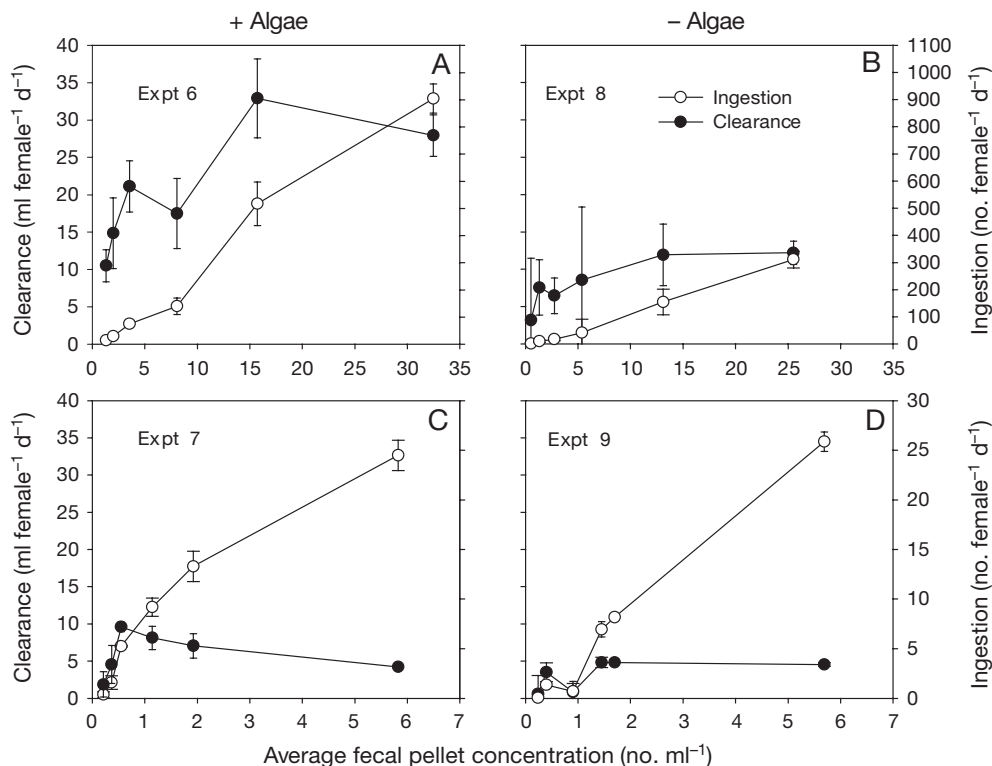 + Algae
– Algae
40
35
30
25
20
15
10
5
0
Clearance (ml female⁻¹ d⁻¹)
A
Expt 6
0 5 10 15 20 25 30 35
B
Expt 8
Ingestion
Clearance
1100
1000
900
800
700
600
500
400
300
200
100
0
Ingestion (no. female⁻¹ d⁻¹)
0 5 10 15 20 25 30 35
40
35
30
25
20
15
10
5
0
Clearance (ml female⁻¹ d⁻¹)
C
Expt 7
0 1 2 3 4 5 6 7
D
Expt 9
30
25
20
15
10
5
0
Ingestion (no. female⁻¹ d⁻¹)
0 1 2 3 4 5 6 7
Average fecal pellet concentration (no. ml⁻¹)